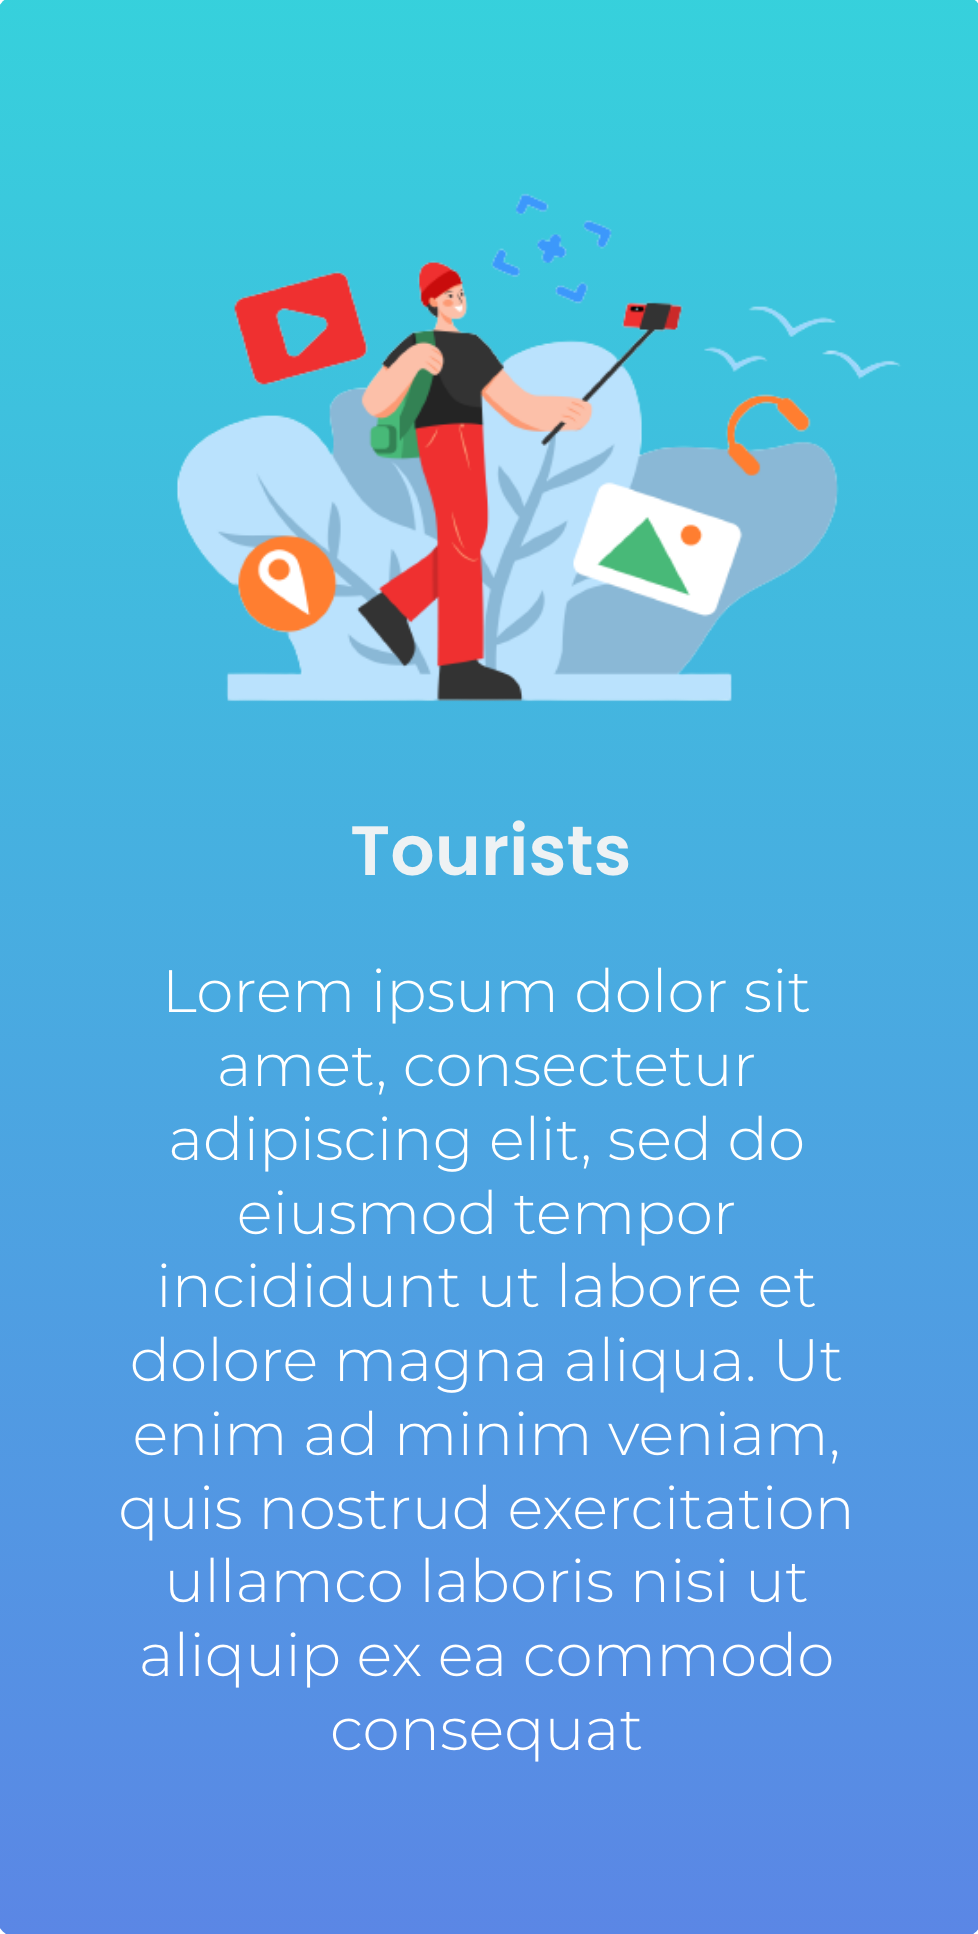 Tourists
Lorem ipsum dolor sit
amet, consectetur
adipiscing elit, sed do
eiusmod tempor
incididunt ut labore et
dolore magna aliqua. Ut
enim ad minim veniam,
quis nostrud exercitation
ullamco laboris nisi ut
aliquip ex ea commodo
consequat